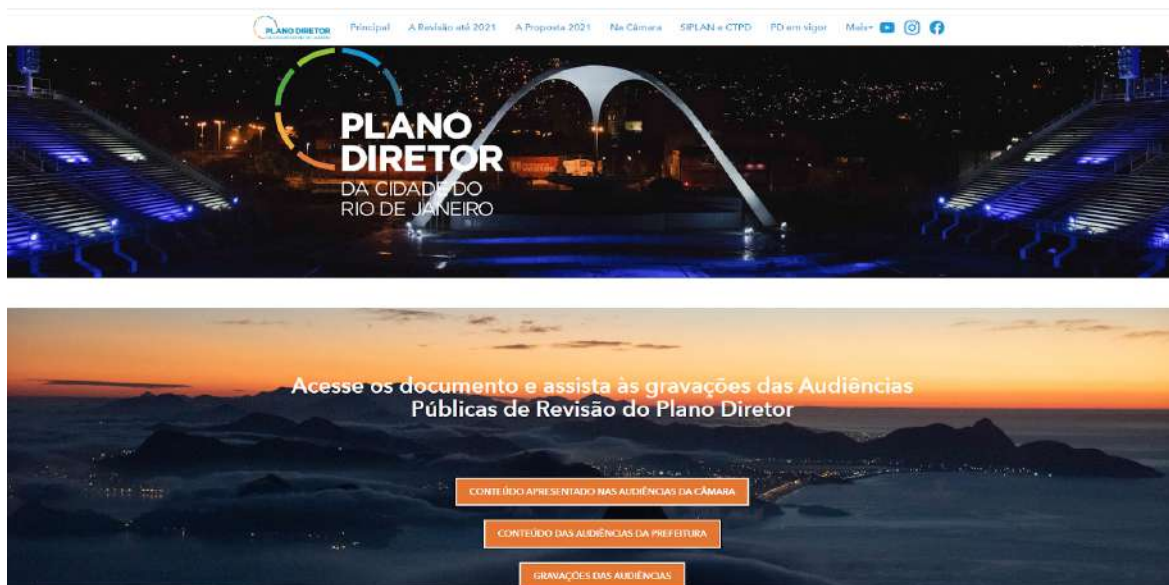 PLANO DIRETOR
Principal A Revisão até 2021 A Proposta 2021 Na Câmara SIPLAN e CTPD PD em vigor Mais
PLANO
DIRETOR
DA CIDADE DO
RIO DE JANEIRO
Acesse os documento e assista às gravações das Audiências
Públicas de Revisão do Plano Diretor
CONTEÚDO APRESENTADO NAS AUDIÊNCIAS DA CÂMARA
CONTEÚDO DAS AUDIÊNCIAS DA PREFEITURA
GRAVAÇÕES DAS AUDIÊNCIAS